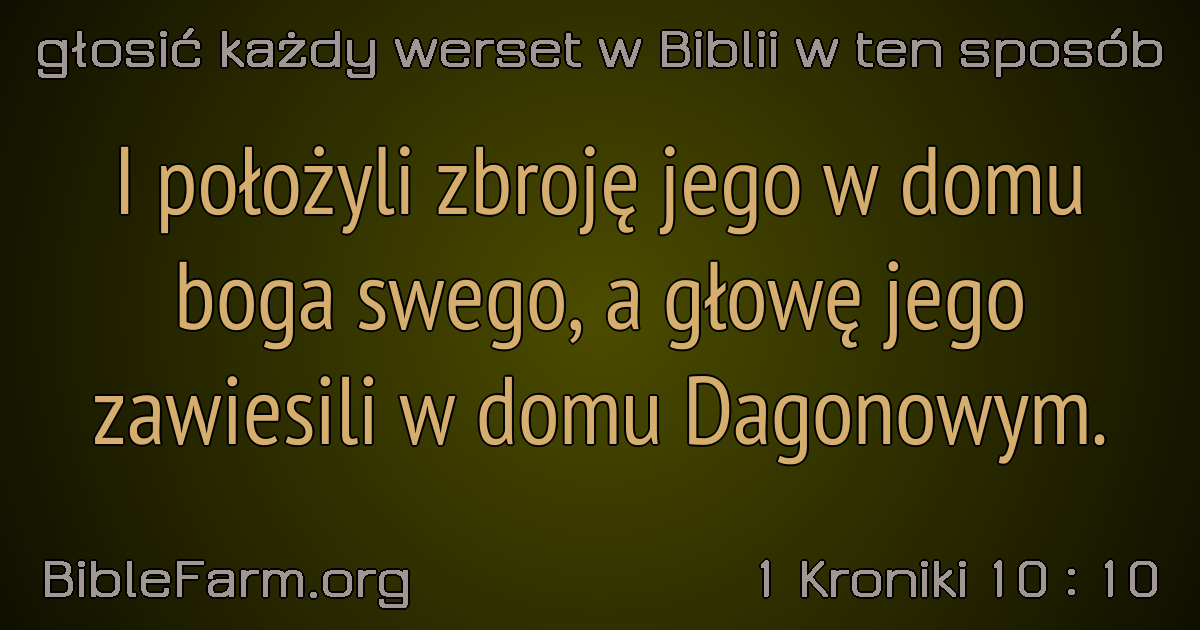 głosić każdy werset w Biblii w ten sposób
I położyli zbroję jego w domu
boga swego, a głowę jego
zawiesili w domu Dagonowym.
BibleFarm.org
1 Kroniki 10 : 10